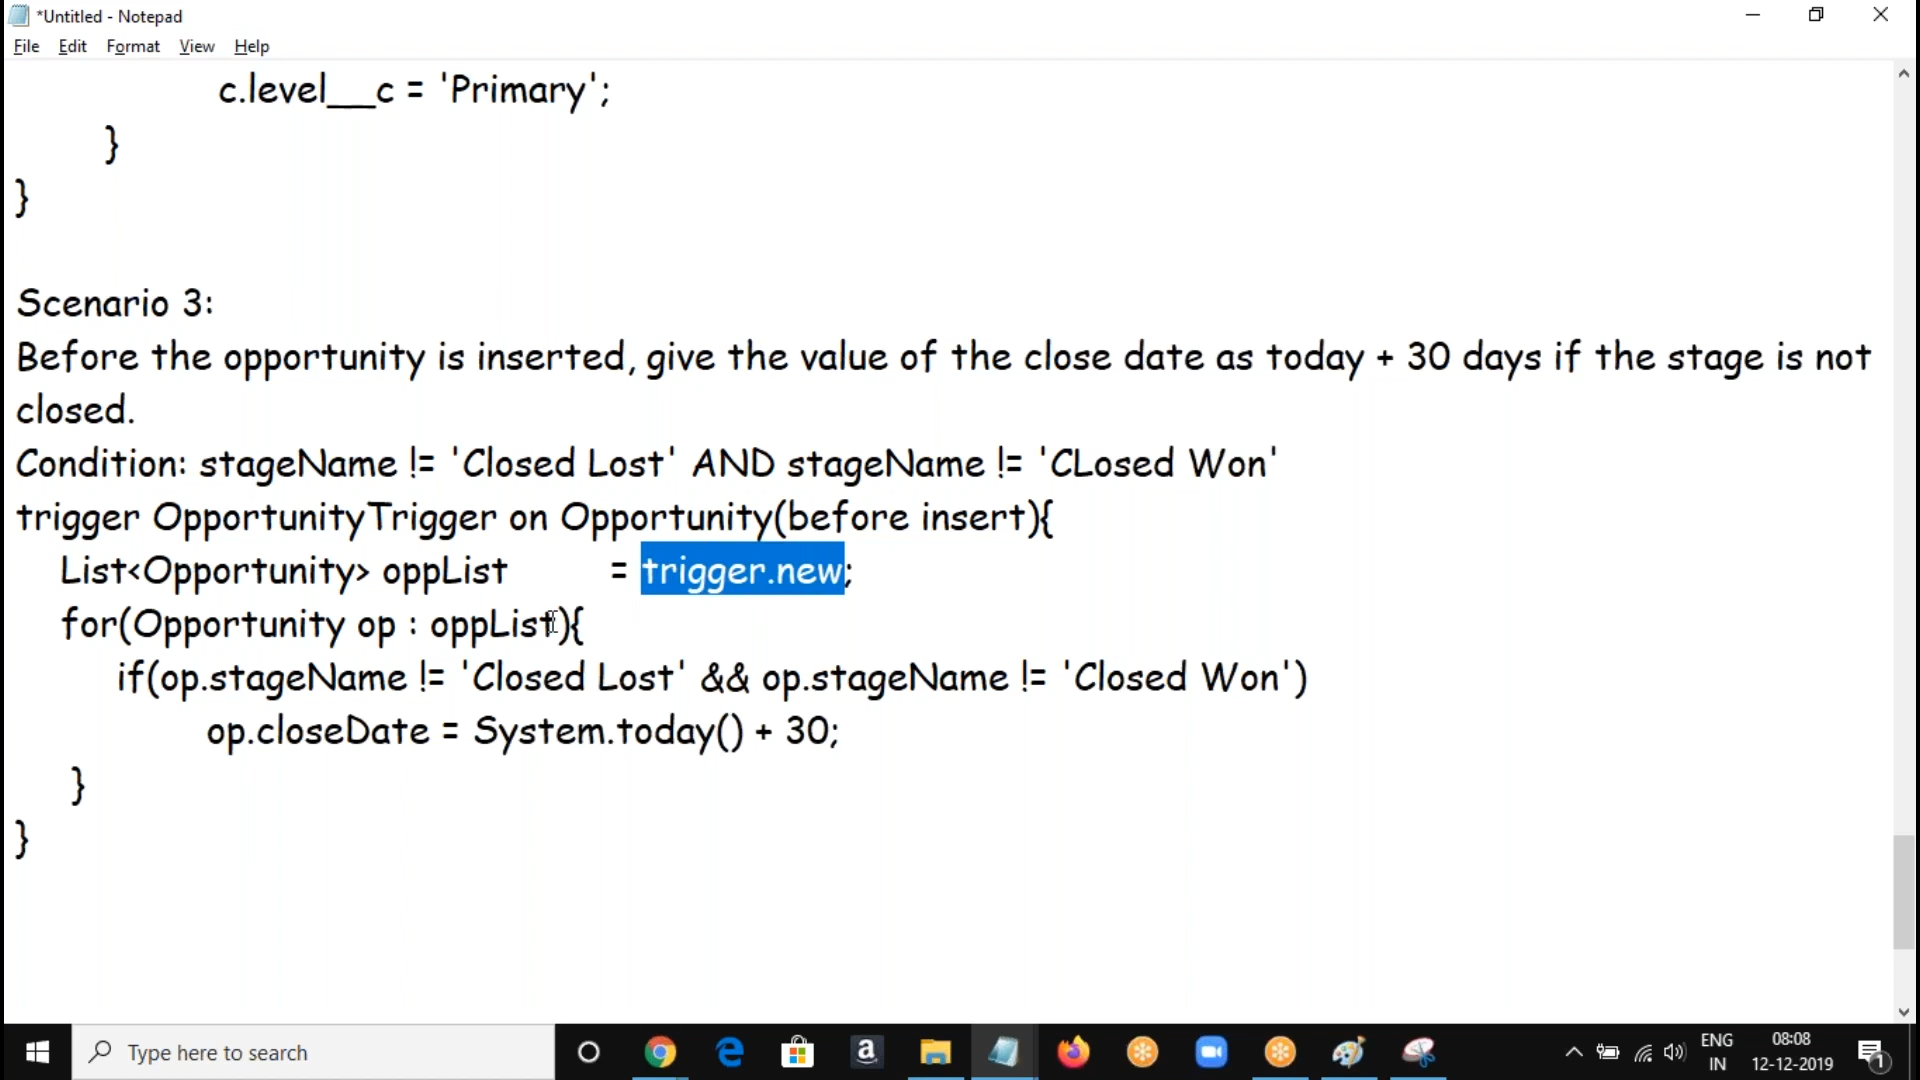 *Untitled - Notepad
File Edit Format View Help
c.level__c = 'Primary';
}
}
Scenario 3:
Before the opportunity is inserted, give the value of the close date as today + 30 days if the stage is not
closed.
Condition: stageName != 'Closed Lost' AND stageName != 'CLosed Won'
trigger OpportunityTrigger on Opportunity(before insert){
List<Opportunity> oppList = trigger.new;
for(Opportunity op : oppList){
if(op.stageName != 'Closed Lost' && op.stageName != 'Closed Won')
op.closeDate = System.today() + 30;
}
}
Type here to search
a
ENG
IN
08:08
12-12-2019
1